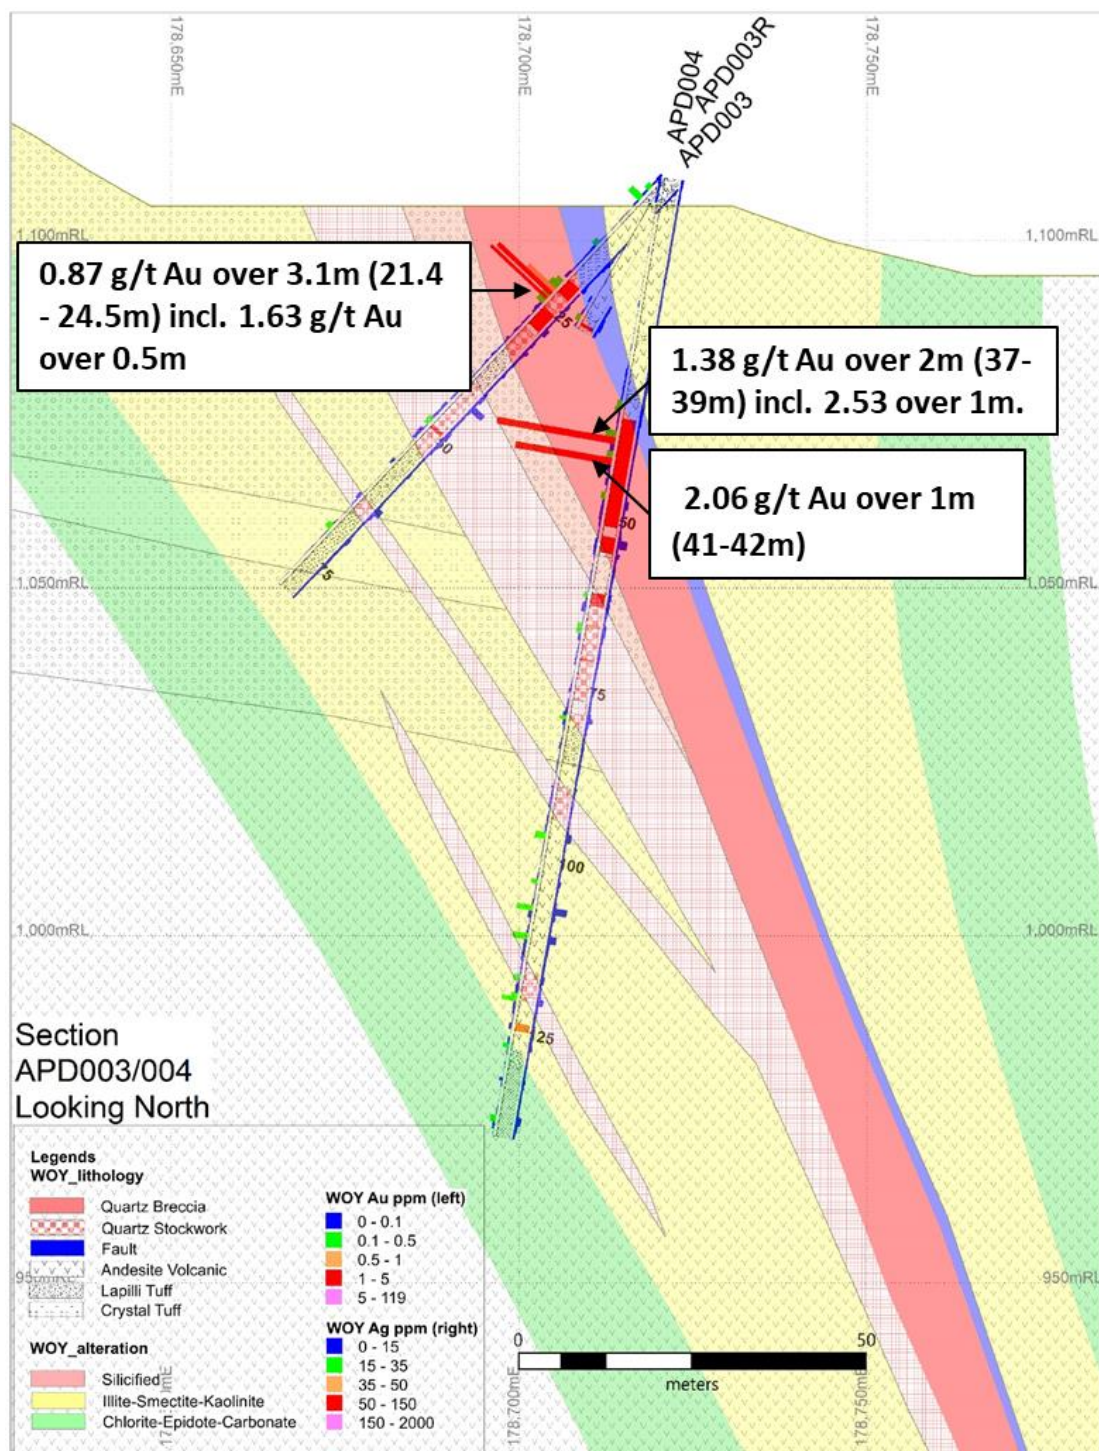 178,650mE
178,700mE
178,750mE
APD004
APD003R
APD003
1,100mRL
1,100mRL
0.87 g/t Au over 3.1m (21.4
- 24.5m) incl. 1.63 g/t Au
over 0.5m
25
1.38 g/t Au over 2m (37-
39m) incl. 2.53 over 1m.
50
2.06 g/t Au over 1m
(41-42m)
50
75
1,050mRL
1,050mRL
75
100
1,000mRL
1,000mRL
125
Section
APD003/004
Looking North
Legends
WOY_lithology
Quartz Breccia
Quartz Stockwork
Fault
Andesite Volcanic
Lapilli Tuff
Crystal Tuff
WOY_alteration
Silicified
Illite-Smectite-Kaolinite
Chlorite-Epidote-Carbonate
WOY Au ppm (left)
0 - 0.1
0.1 - 0.5
0.5 - 1
1 - 5
5 - 119
WOY Ag ppm (right)
0 - 15
15 - 35
35 - 50
50 - 150
150 - 2000
950mRL
0
50
meters
178,700mE
178,750mE